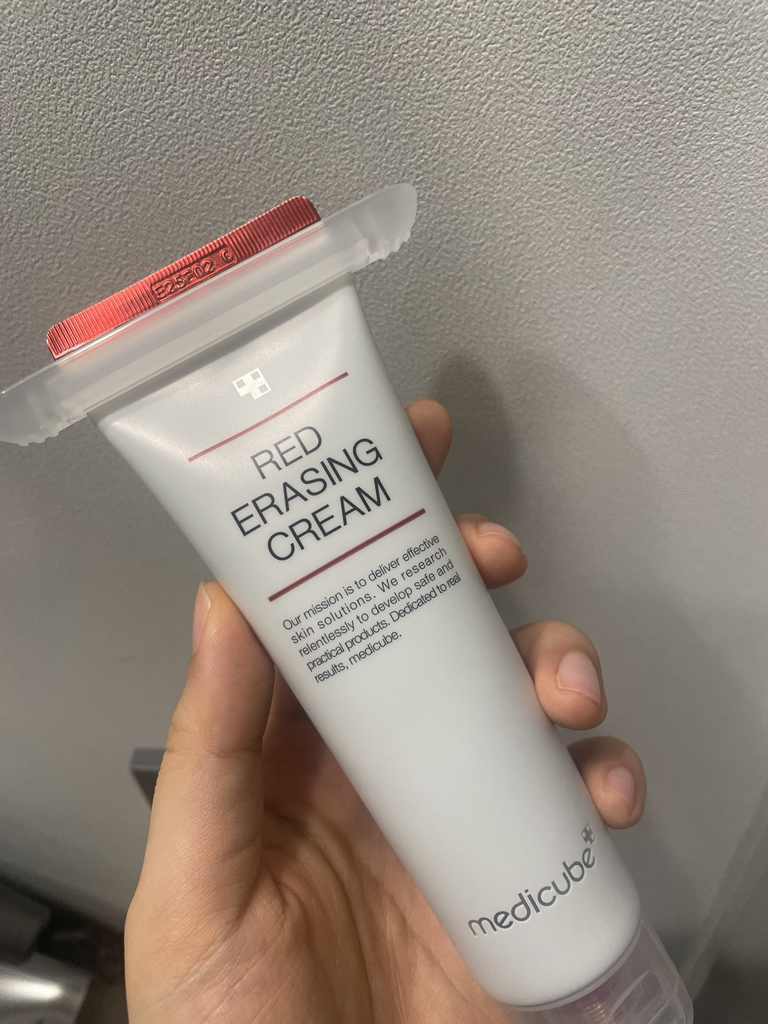 E25F02 G
RED
ERASING
CREAM
Our mission is to deliver effective
skin solutions. We research
relentlessly to develop safe and
practical products. Dedicated to real
results, medicube.
medicube